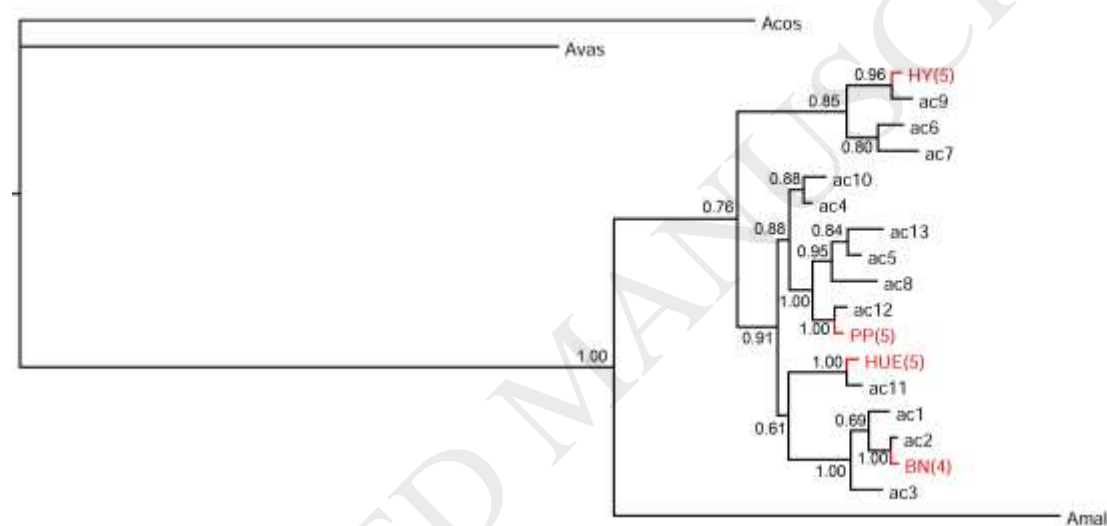 Acos
Avas
0.96 HY(5)
0.85 ac9
ac6
0.80 ac7
0.88 ac10
0.76 ac4
0.88 0.84 ac13
0.95 ac5
ac8
1.00 ac12
1.00 PP(5)
0.91
1.00 HUE(5)
1.00 ac11
0.69 ac1
0.61 ac2
1.00 BN(4)
1.00 ac3
Amal
ED MANUSCRI